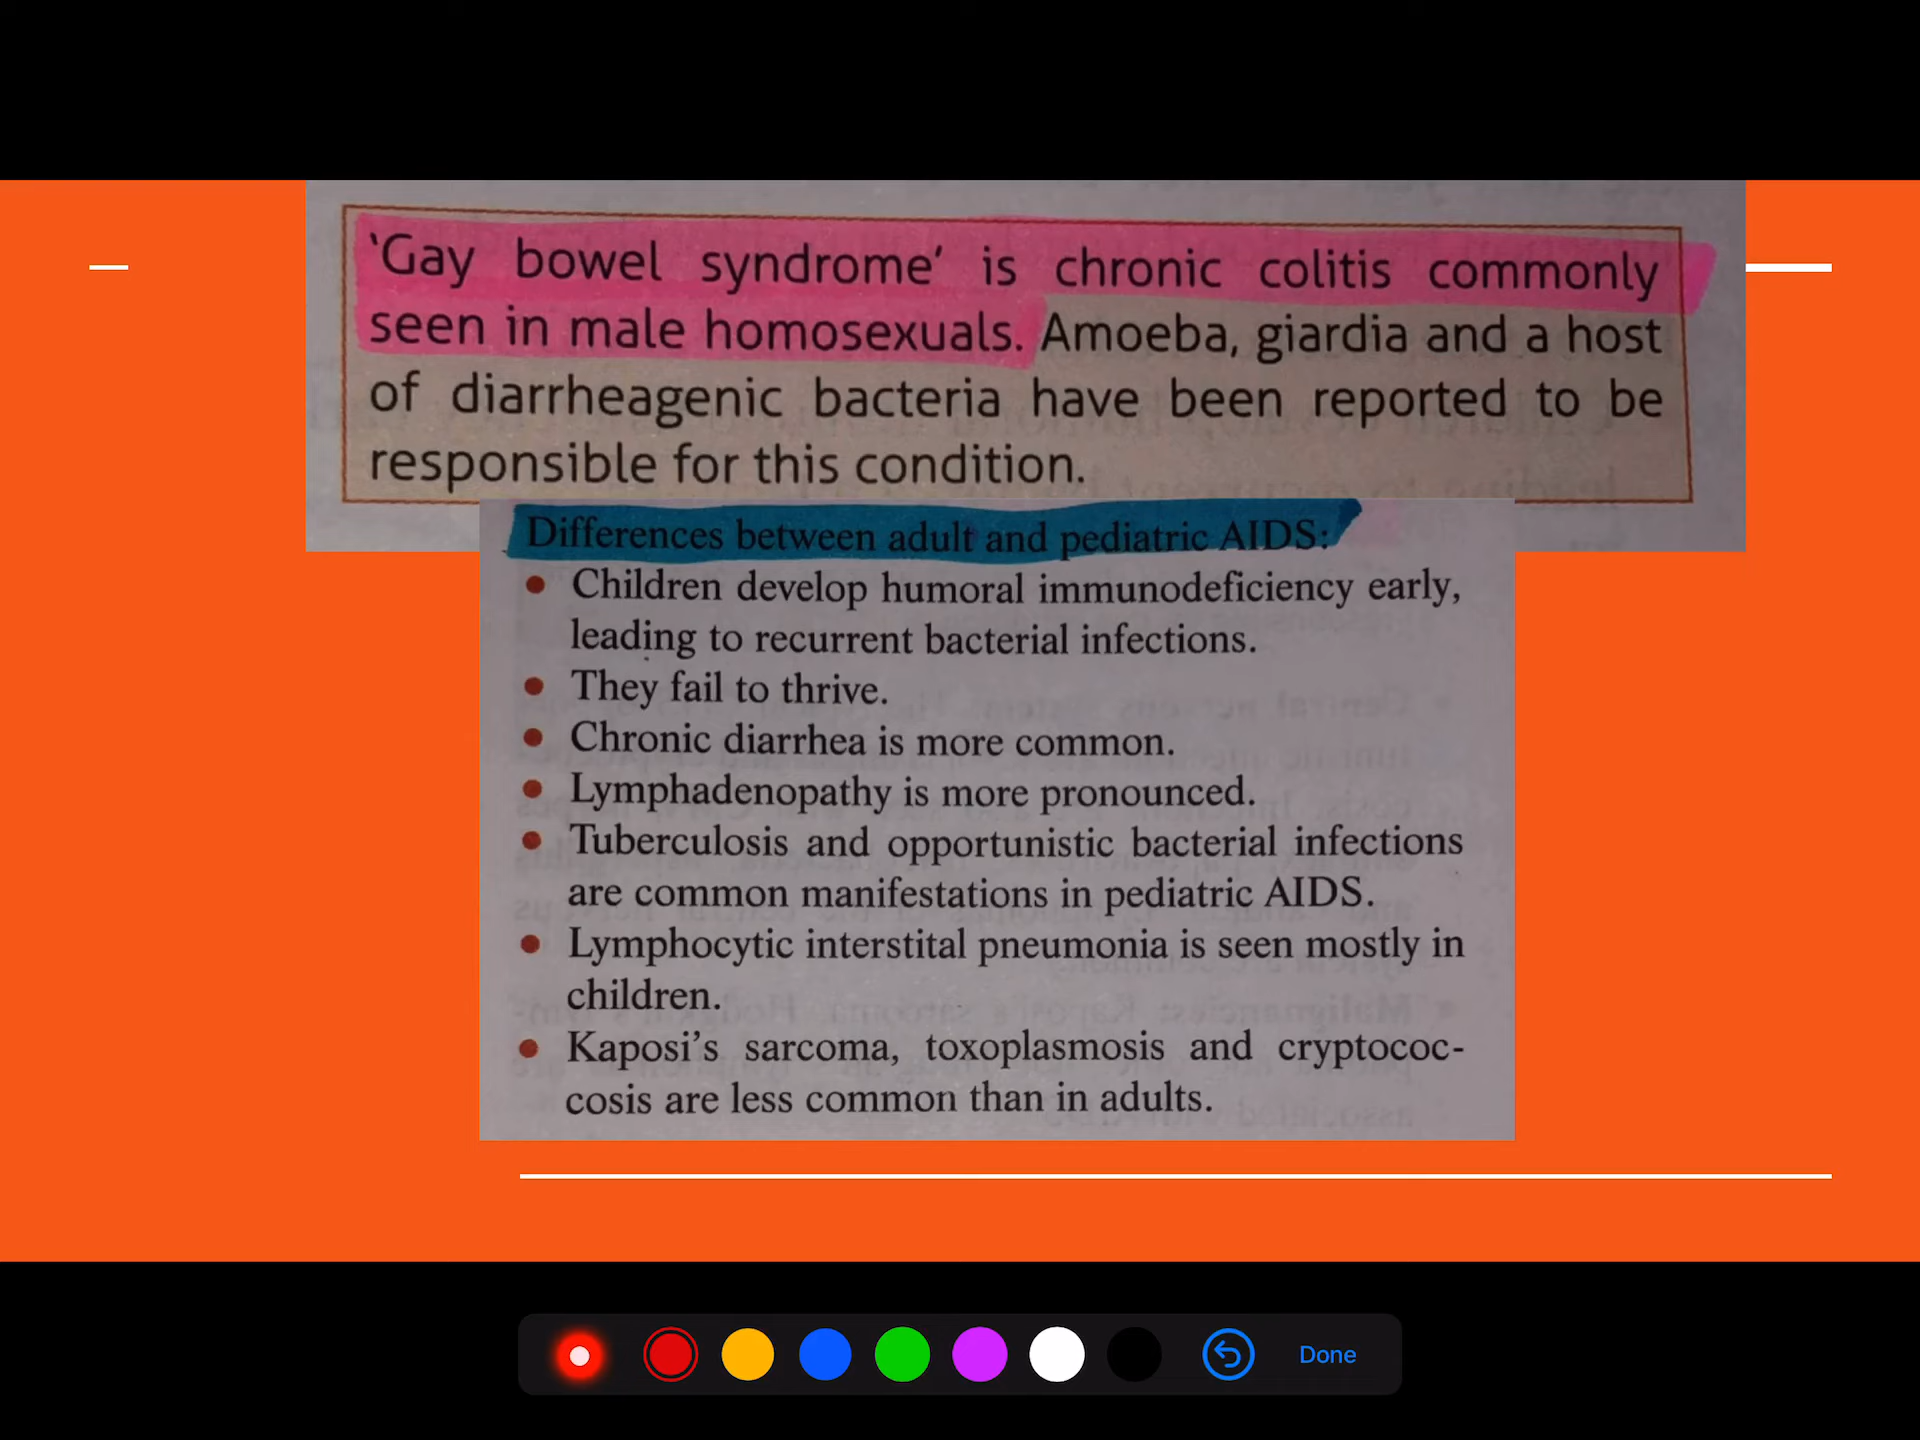 ‘Gay bowel syndrome’ is chronic colitis commonly
seen in male homosexuals. Amoeba, giardia and a host
of diarrheagenic bacteria have been reported to be
responsible for this condition.
Differences between adult and pediatric AIDS:
• Children develop humoral immunodeficiency early,
leading to recurrent bacterial infections.
• They fail to thrive.
• Chronic diarrhea is more common.
• Lymphadenopathy is more pronounced.
• Tuberculosis and opportunistic bacterial infections
are common manifestations in pediatric AIDS.
• Lymphocytic interstital pneumonia is seen mostly in
children.
• Kaposi’s sarcoma, toxoplasmosis and cryptococ-
cosis are less common than in adults.
Done